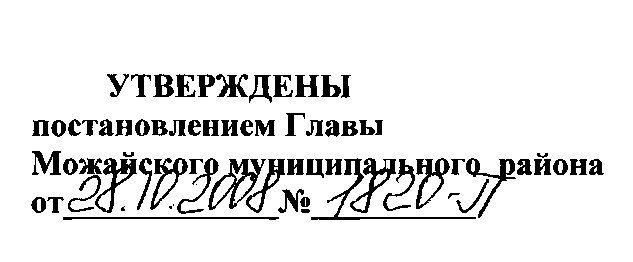 УТВЕРЖДЕНЫ
постановлением Главы
Можайского муниципального района
от 28.10.2008 № 1820-П